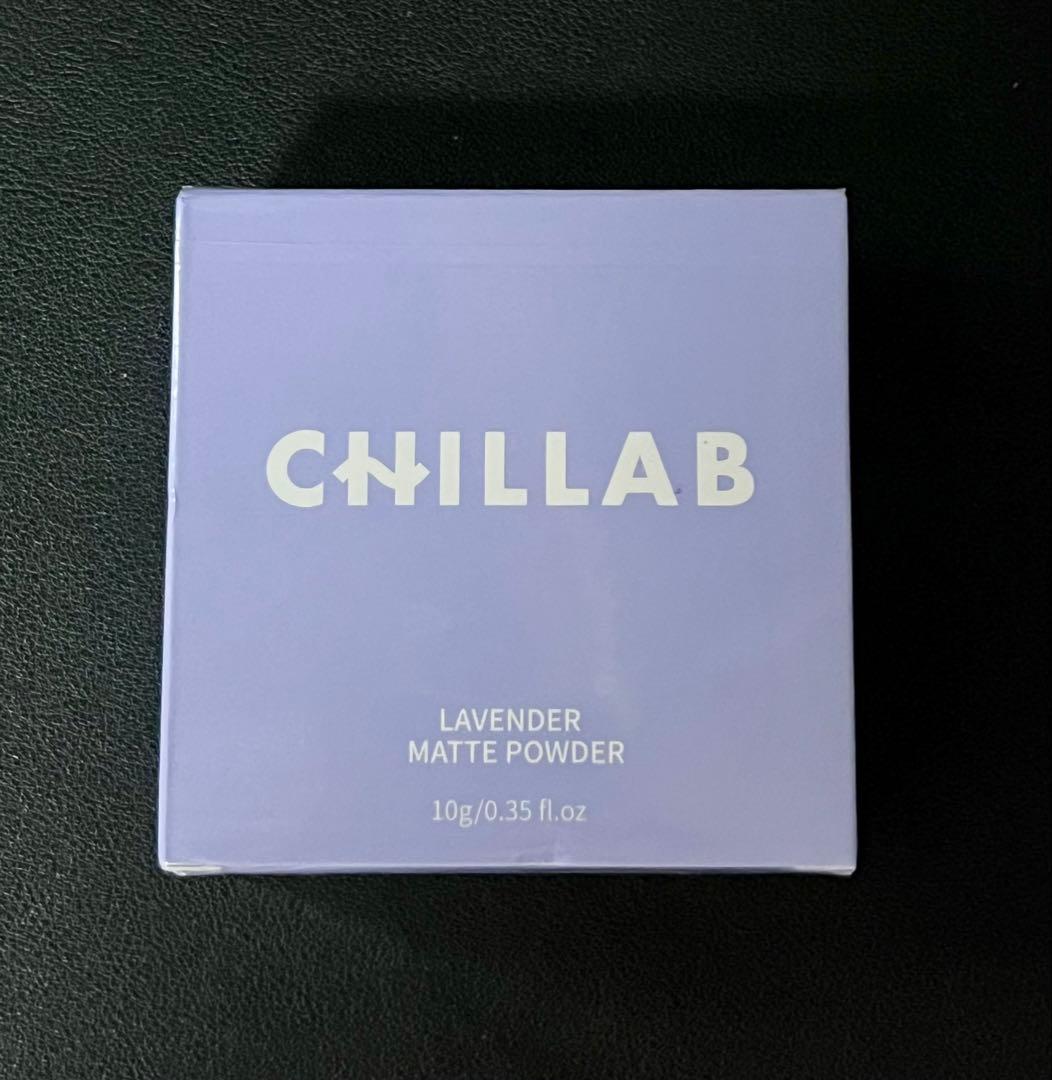 CHILLAB
LAVENDER
MATTE POWDER
10g/0.35 fl.oz